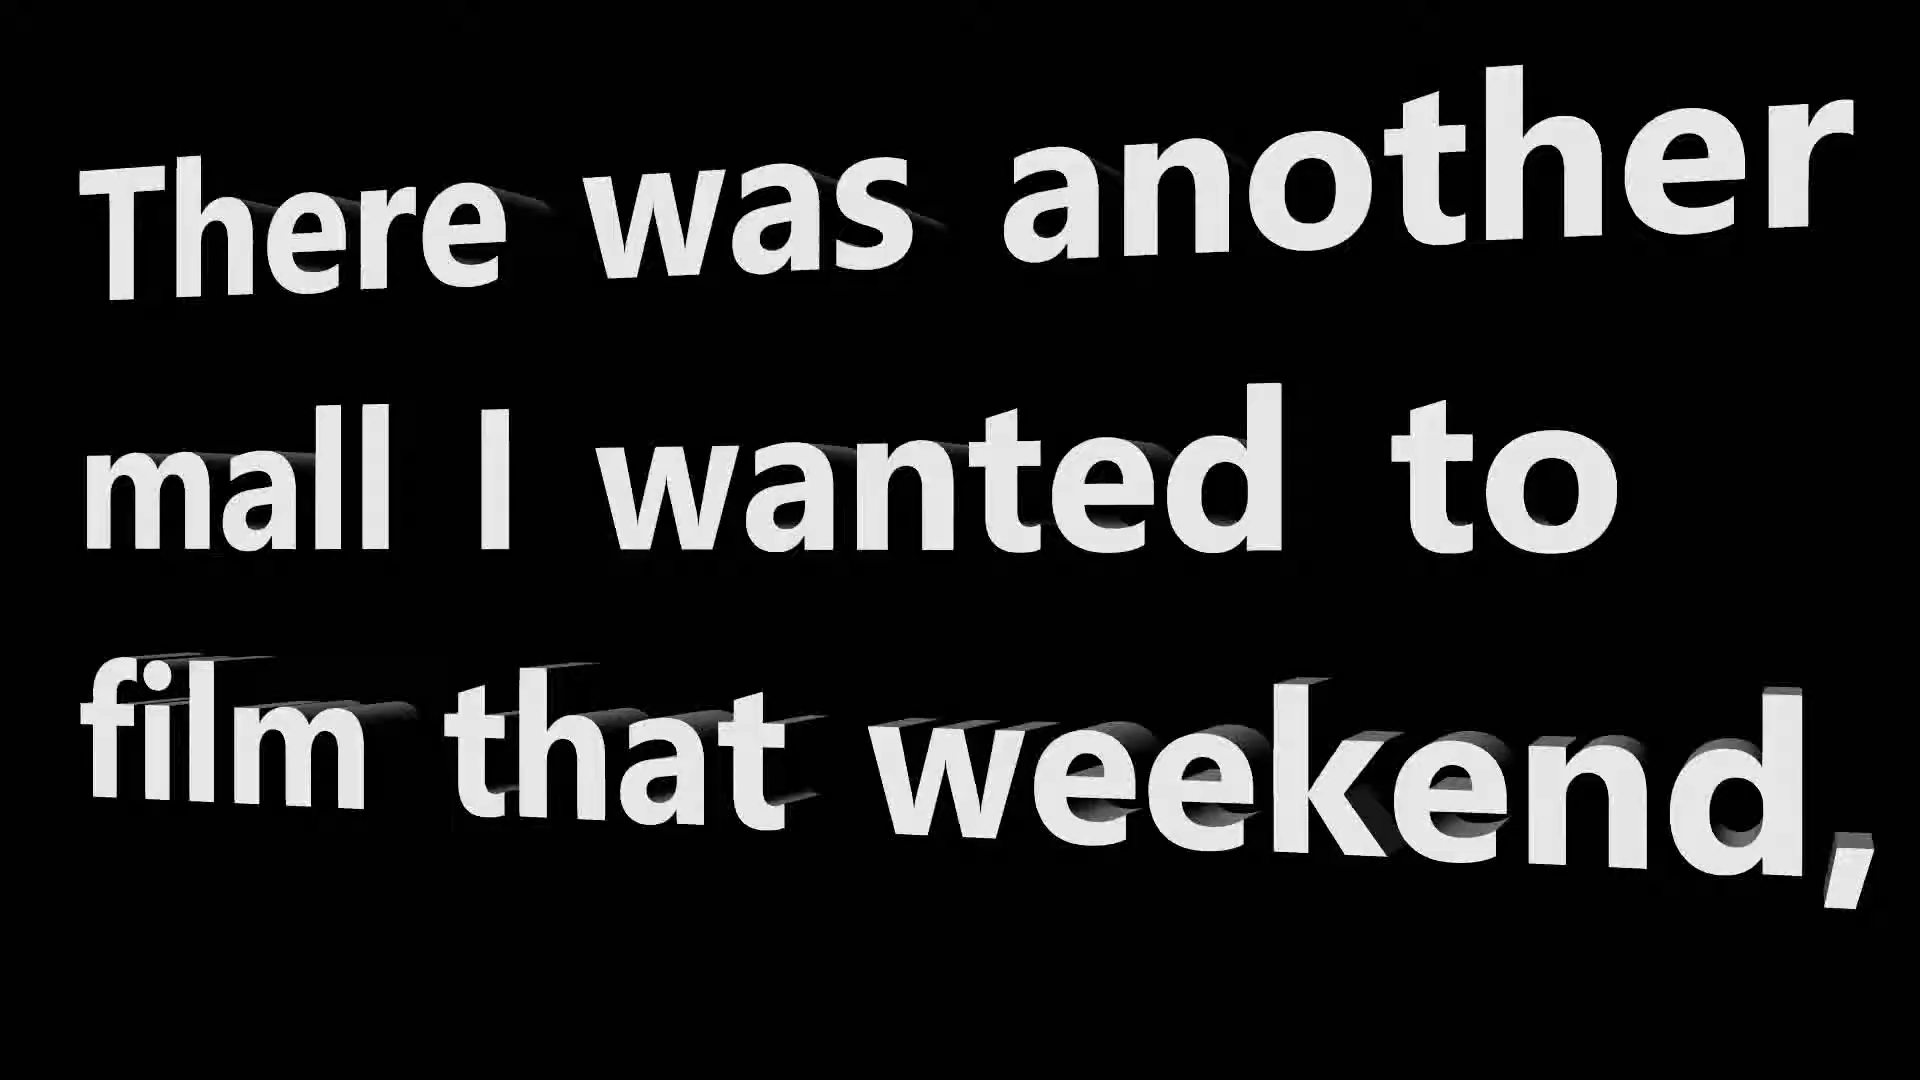 There was another
mall I wanted to
film that weekend,